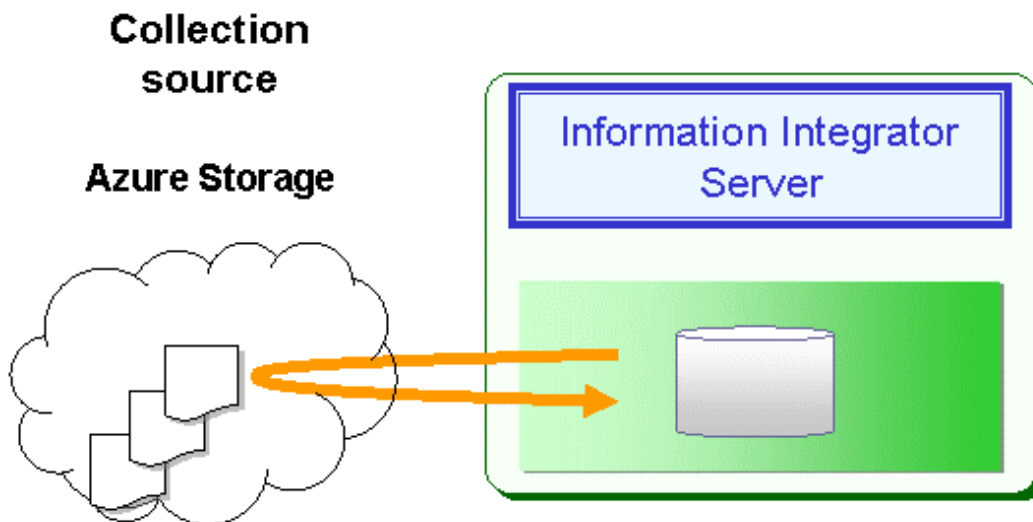 Collection
source
Azure Storage
Information Integrator
Server